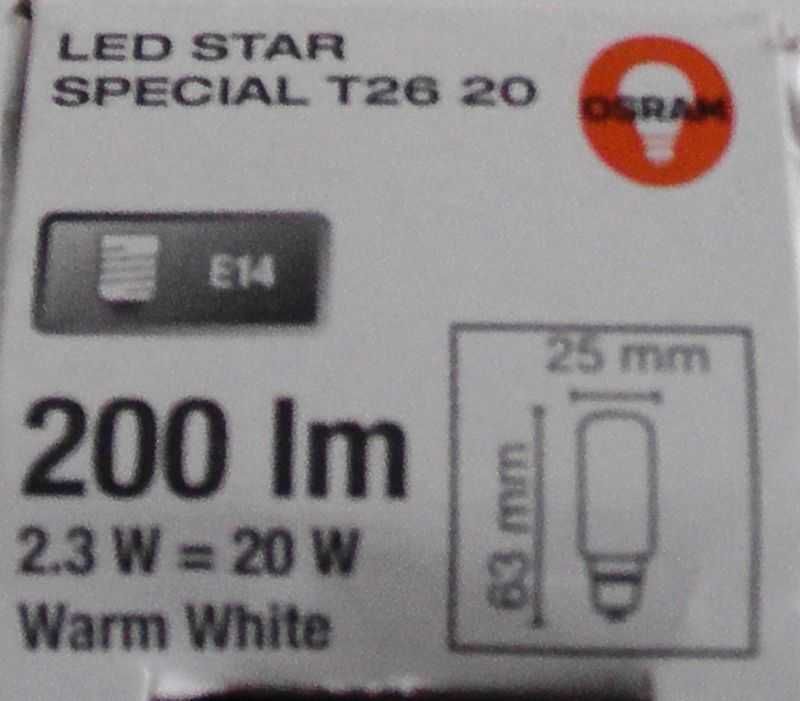 LED STAR
SPECIAL T26 20
OSRAM
E14
25 mm
63 mm
200 lm
2.3 W = 20 W
Warm White